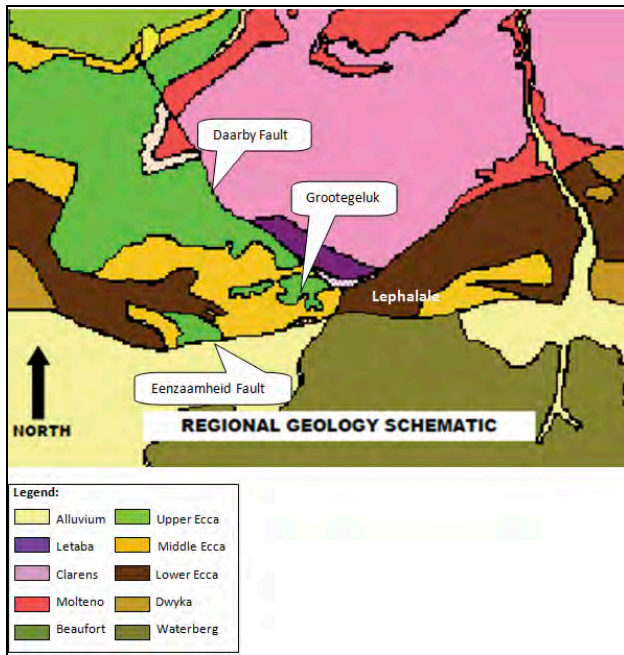 Daarby Fault
Grootegeluk
Lephalale
Eenzaamheid Fault
NORTH
REGIONAL GEOLOGY SCHEMATIC
Legend:
Alluvium
Upper Ecca
Letaba
Middle Ecca
Clarens
Lower Ecca
Molteno
Dwyka
Beaufort
Waterberg